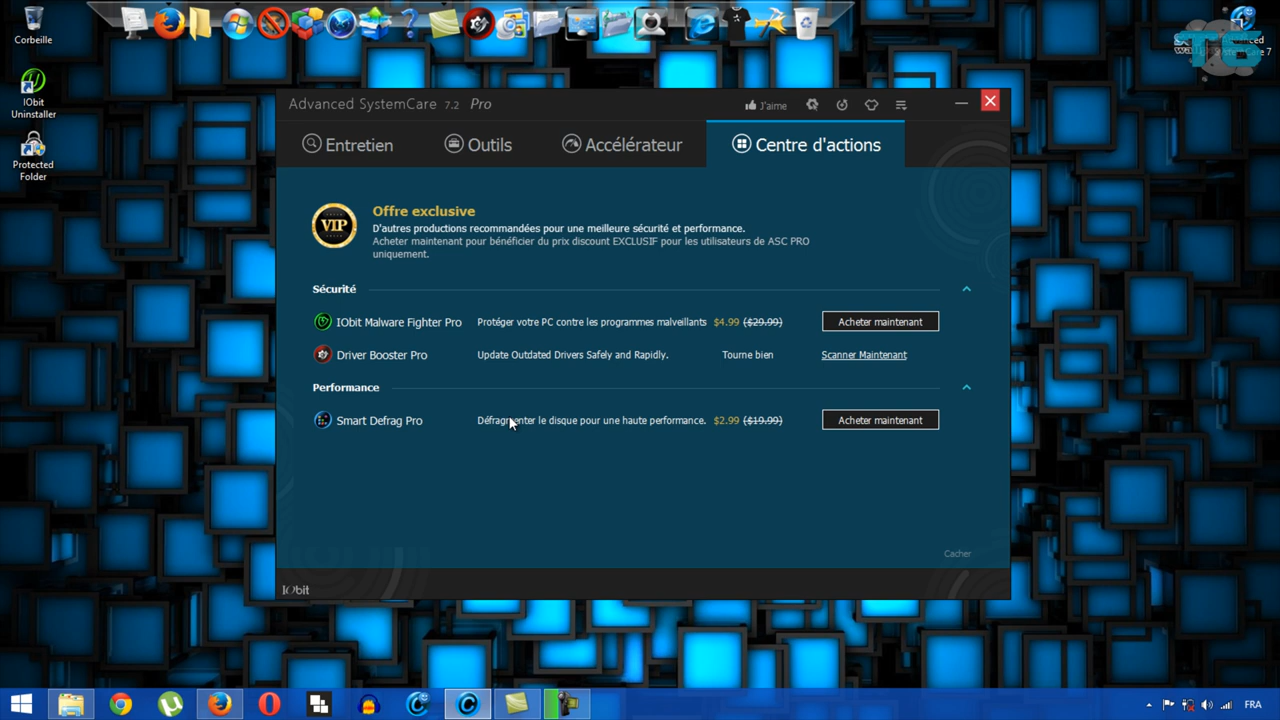 Corbeille
IObit
Uninstaller
Protected
Folder
Advanced SystemCare 7.2 Pro
J'aime
Entretien
Outils
Accélérateur
Centre d'actions
VIP
Offre exclusive
D'autres productions recommandées pour une meilleure sécurité et performance.
Acheter maintenant pour bénéficier du prix discount EXCLUSIF pour les utilisateurs de ASC PRO
uniquement.
Sécurité
IObit Malware Fighter Pro Protéger votre PC contre les programmes malveillants $4.99 ($29.99) Acheter maintenant
Driver Booster Pro Update Outdated Drivers Safely and Rapidly. Tourne bien Scanner Maintenant
Performance
Smart Defrag Pro Défragmenter le disque pour une haute performance. $2.99 ($19.99) Acheter maintenant
Cacher
IObit
FRA